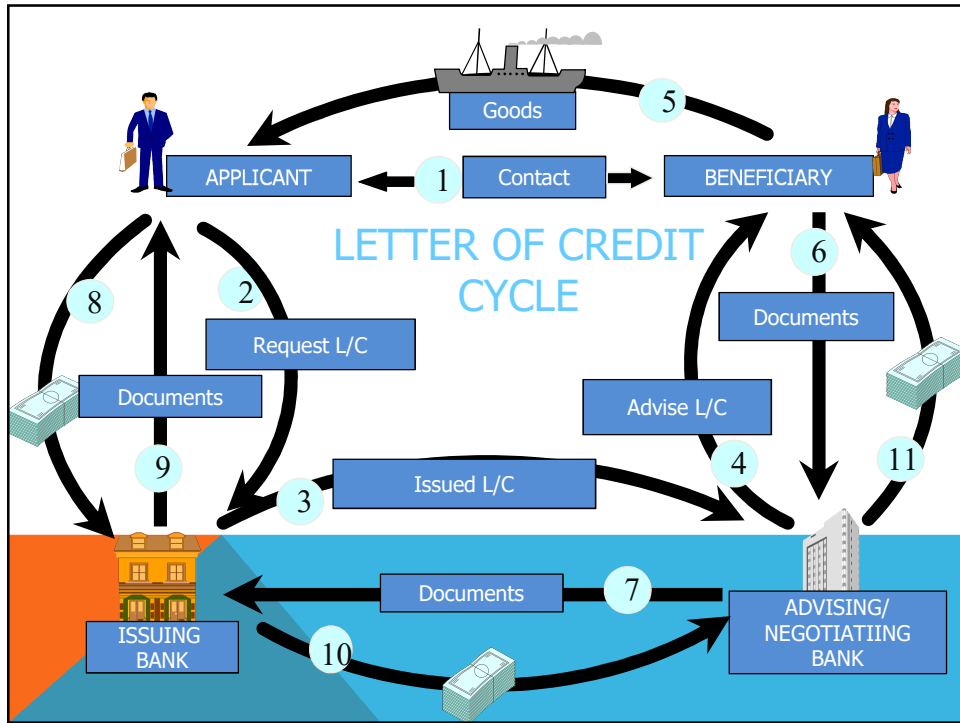 Goods
5
APPLICANT
1
Contact
BENEFICIARY
LETTER OF CREDIT
CYCLE
6
8
2
Request L/C
Documents
Documents
Advise L/C
9
3
Issued L/C
4
11
Documents
7
ISSUING
BANK
10
ADVISING/
NEGOTIATIING
BANK